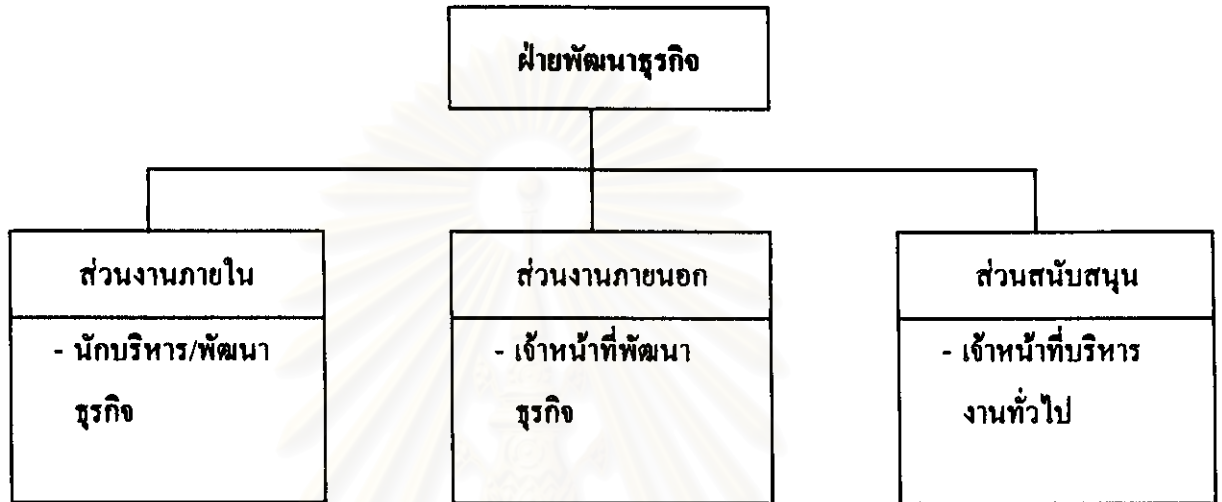 ฝ่ายพัฒนาธุรกิจ
ส่วนงานภายใน
- นักบริหาร/พัฒนา
ธุรกิจ
ส่วนงานภายนอก
- เจ้าหน้าที่พัฒนา
ธุรกิจ
ส่วนสนับสนุน
- เจ้าหน้าที่บริหาร
งานทั่วไป